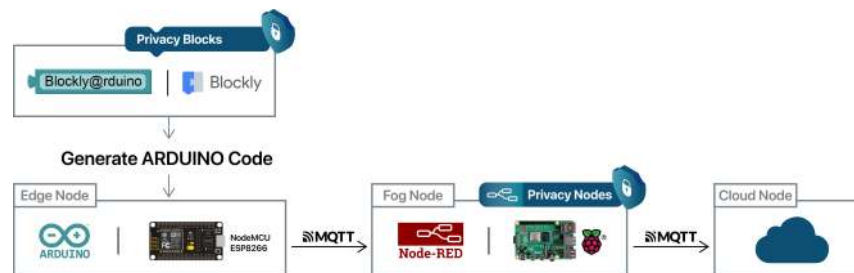 Privacy Blocks
Blockly@rduino
Blockly
Generate ARDUINO Code
Edge Node
ARDUINO
NodeMCU
ESP8266
MQTT
Fog Node
Privacy Nodes
Node-RED
MQTT
Cloud Node